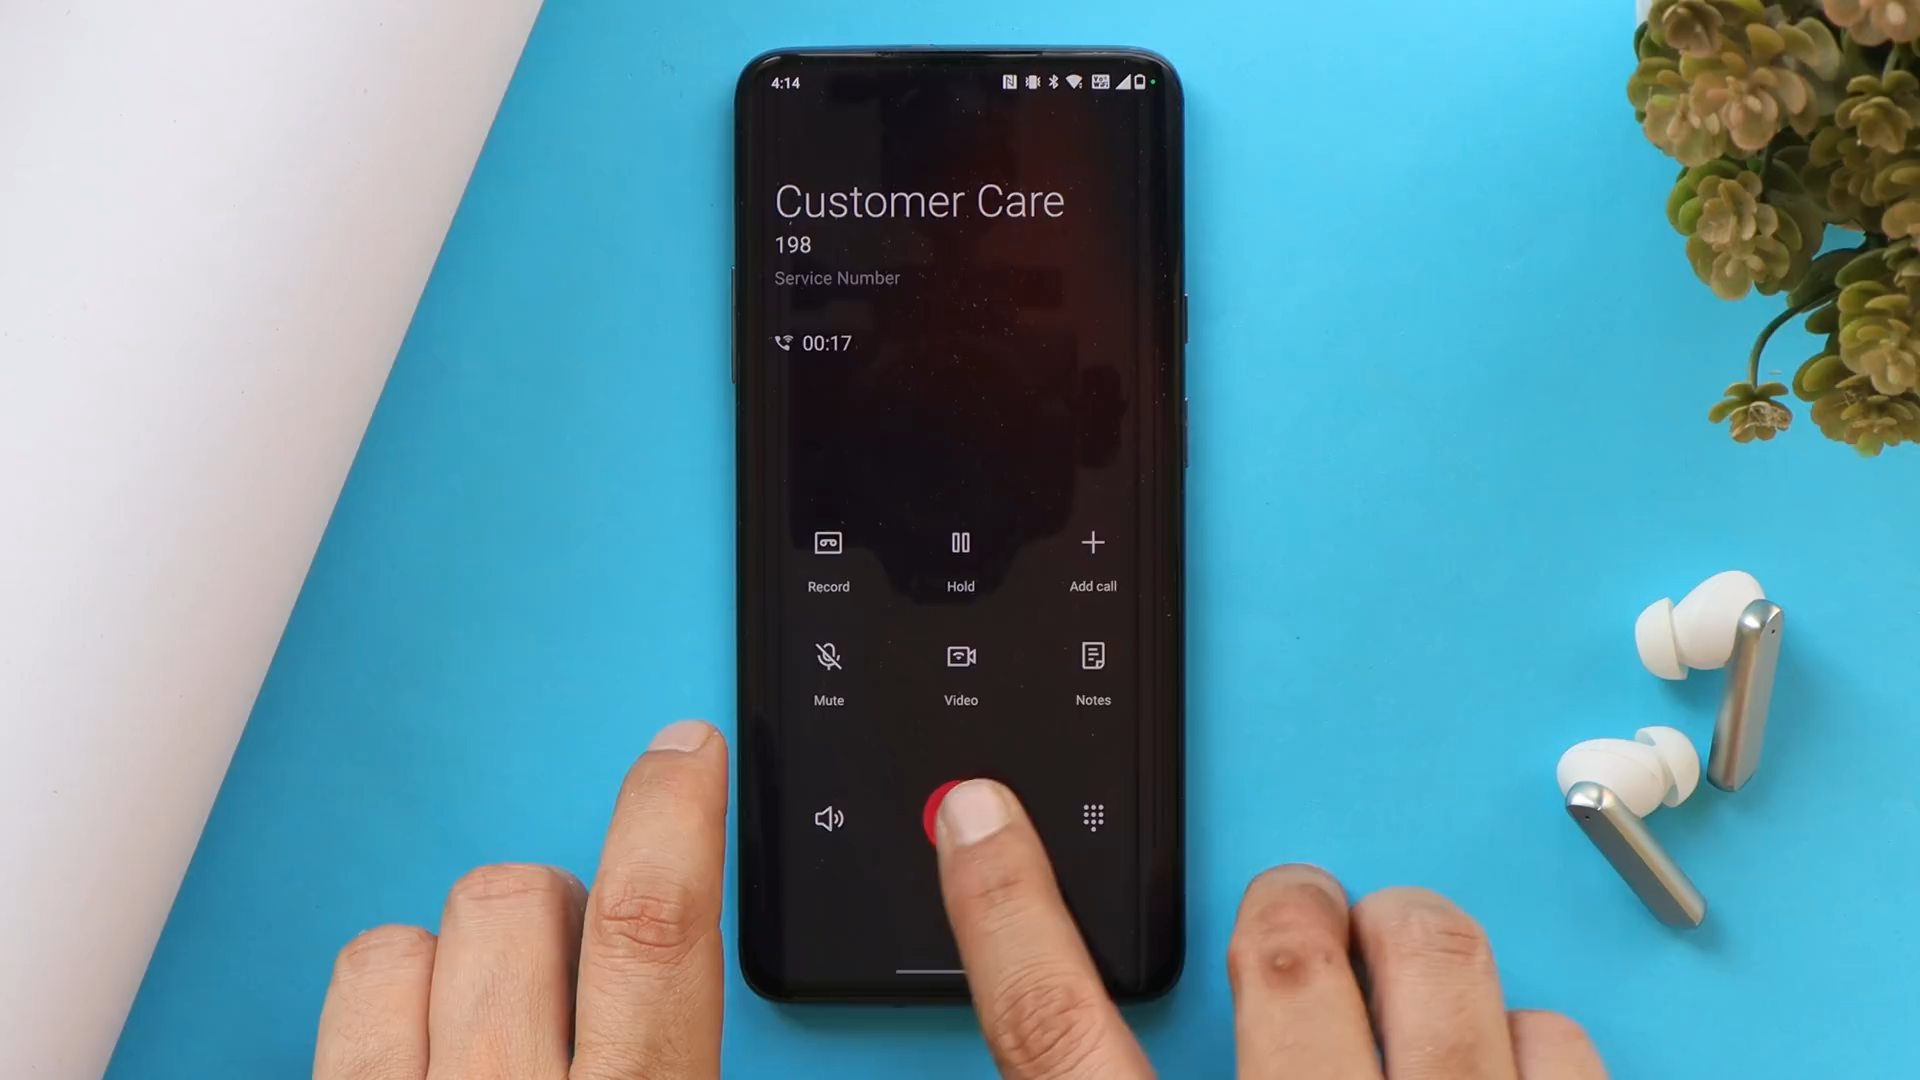 4:14
Customer Care
198
Service Number
00:17
Record Hold Add call
Mute Video Notes